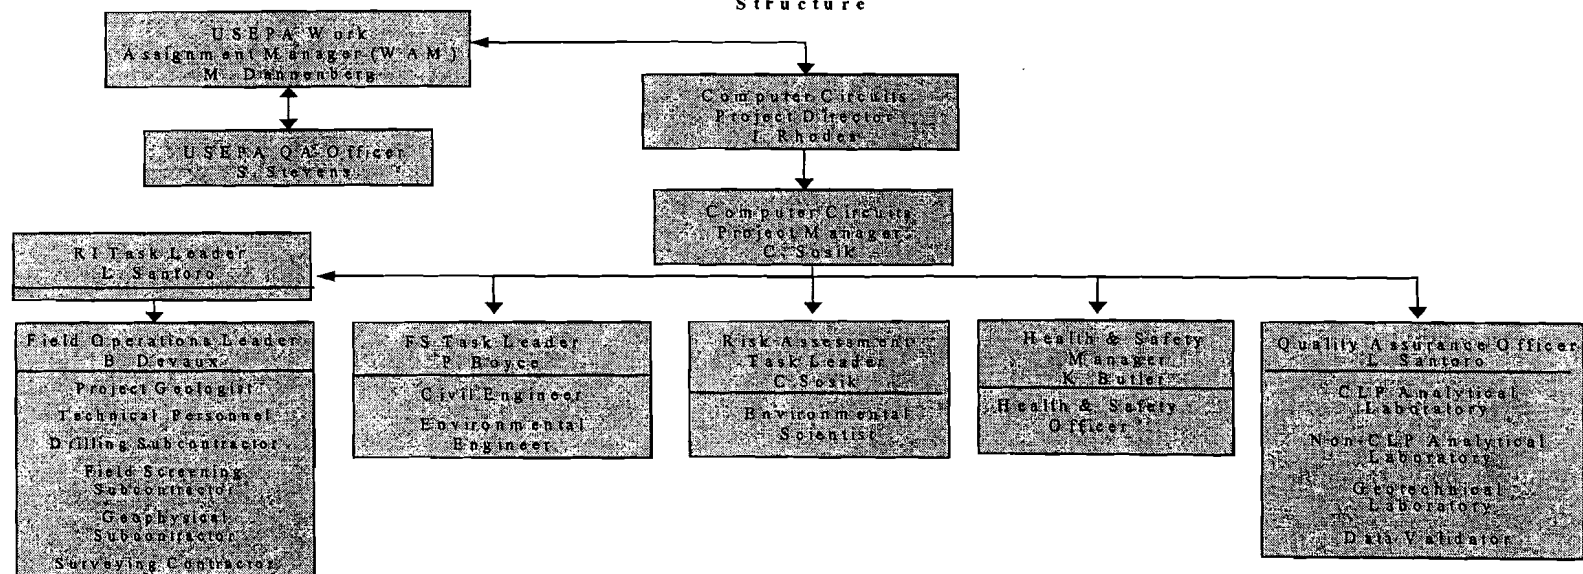 Structure
USEPA Work
Assignment Manager (WAM)
M. Dannenberg
Computer Circuits
Project Director
I. Rhodes
USEPA QA Officer
S. Stevens
Computer Circuits
Project Manager
C. Sosik
RI Task Leader
L. Santoro
Field Operations Leader
B. Devaux
Project Geologist
Technical Personnel
Drilling Subcontractor
Field Screening
Subcontractor
Geophysical
Subcontractor
Surveying Contractor
FS Task Leader
P. Boyce
Civil Engineer
Environmental
Engineer
Risk Assessment
Task Leader
C Sosik
Environmental
Scientist
Health & Safety
Manager
K. Butler
Health & Safety
Officer
Quality Assurance Officer
L. Santoro
CLP Analytical
Laboratory
Non-CLP Analytical
Laboratory
Geotechnical
Laboratory
Data Validator